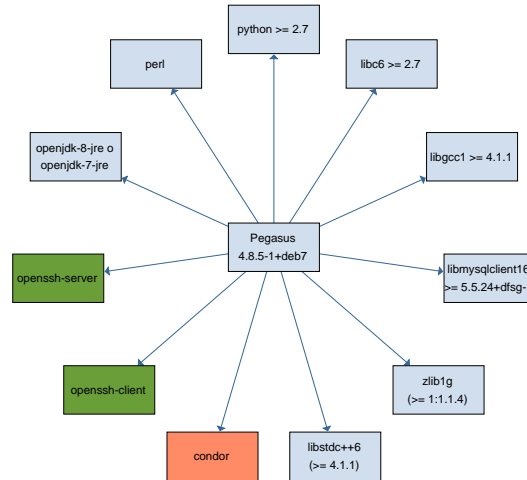 python >= 2.7
perl
libc6 >= 2.7
openjdk-8-jre o
openjdk-7-jre
libgcc1 >= 4.1.1
Pegasus
4.8.5-1+deb7
openssh-server
libmysqlclient16
>= 5.5.24+dfsg-
openssh-client
zlib1g
(>= 1:1.1.4)
condor
libstdc++6
(>= 4.1.1)